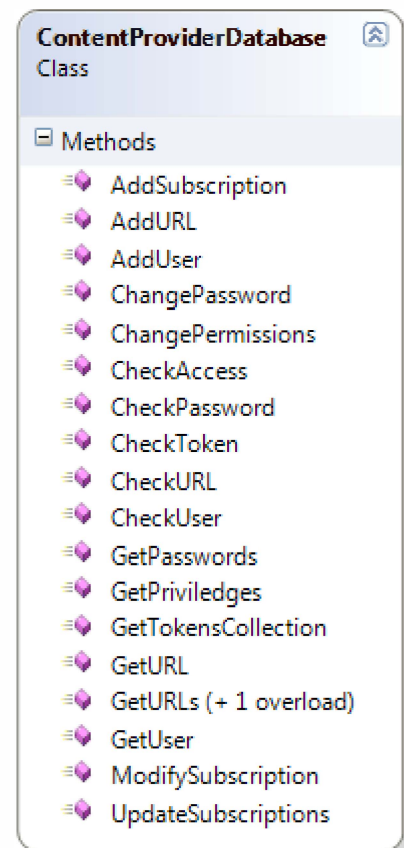 ContentProviderDatabase
Class
Methods
AddSubscription
AddURL
AddUser
ChangePassword
ChangePermissions
CheckAccess
CheckPassword
CheckToken
CheckURL
CheckUser
GetPasswords
GetPriviledges
GetTokensCollection
GetURL
GetURLs (+ 1 overload)
GetUser
ModifySubscription
UpdateSubscriptions